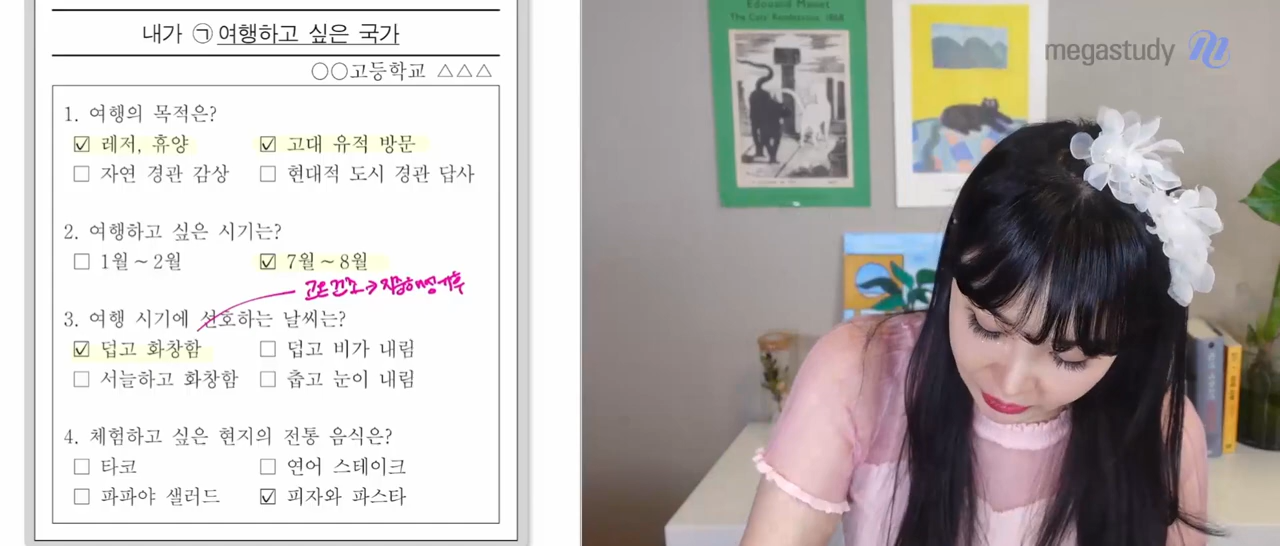 내가 ㉠ 여행하고 싶은 국가
○○고등학교 △△△
1. 여행의 목적은?
☑ 레저, 휴양 ☑ 고대 유적 방문
☐ 자연 경관 감상 ☐ 현대적 도시 경관 답사
2. 여행하고 싶은 시기는?
☐ 1월~2월 ☑ 7월~8월
고온 건조 → 지중해성 기후
3. 여행 시기에 선호하는 날씨는?
☑ 덥고 화창함 ☐ 덥고 비가 내림
☐ 서늘하고 화창함 ☐ 춥고 눈이 내림
4. 체험하고 싶은 현지의 전통 음식은?
☐ 타코 ☐ 연어 스테이크
☐ 파파야 샐러드 ☑ 피자와 파스타
Edouard Manet
The Cats' Rendezvous, 1868
megastudy